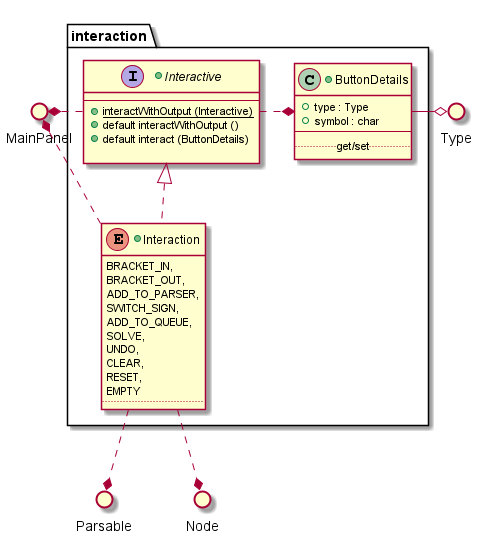 interaction
I Interactive
interactWithOutput (Interactive)
default interactWithOutput ()
default interact (ButtonDetails)
C ButtonDetails
type : Type
symbol : char
get/set
MainPanel
Type
E Interaction
BRACKET_IN,
BRACKET_OUT,
ADD_TO_PARSER,
SWITCH_SIGN,
ADD_TO_QUEUE,
SOLVE,
UNDO,
CLEAR,
RESET,
EMPTY
Parsable
Node